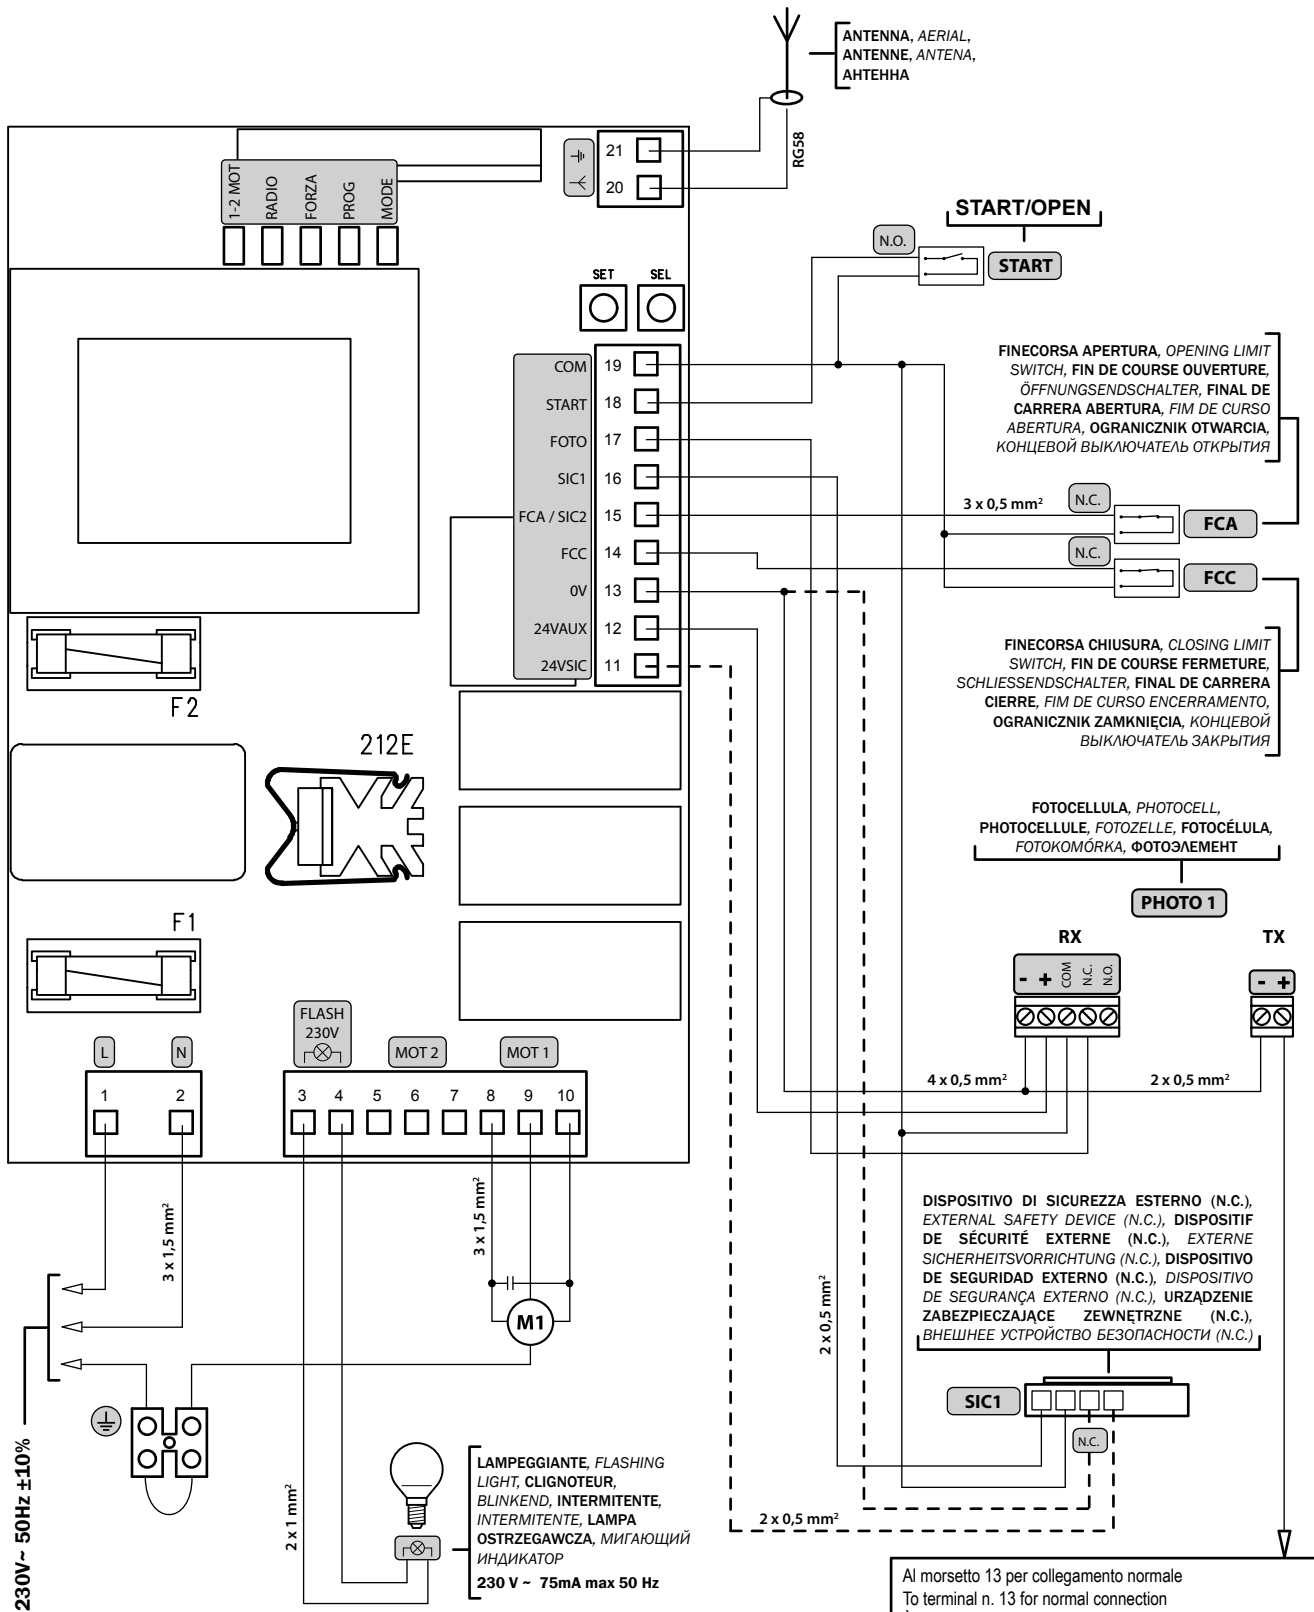 ANTENNA, AERIAL,
ANTENNE, ANTENA,
АНТЕННА
RG58
21
20
1-2 MOT
RADIO
FORZA
PROG
MODE
START/OPEN
N.O.
START
SET
SEL
COM 19
START 18
FOTO 17
SIC1 16
FCA / SIC2 15
FCC 14
0V 13
24VAUX 12
24VSIC 11
FINECORSA APERTURA, OPENING LIMIT
SWITCH, FIN DE COURSE OUVERTURE,
ÖFFNUNGSENDSCHALTER, FINAL DE
CARRERA ABERTURA, FIM DE CURSO
ABERTURA, OGRANICZNIK OTWARCIA,
КОНЦЕВОЙ ВЫКЛЮЧАТЕЛЬ ОТКРЫТИЯ
3 x 0,5 mm²
N.C.
FCA
N.C.
FCC
FINECORSA CHIUSURA, CLOSING LIMIT
SWITCH, FIN DE COURSE FERMETURE,
SCHLIESSENDSCHALTER, FINAL DE CARRERA
CIERRE, FIM DE CURSO ENCERRAMENTO,
OGRANICZNIK ZAMKNIĘCIA, КОНЦЕВОЙ
ВЫКЛЮЧАТЕЛЬ ЗАКРЫТИЯ
F2
212E
F1
FOTOCELLULA, PHOTOCELL,
PHOTOCELLULE, FOTOZELLE, FOTOCÉLULA,
FOTOKOMÓRKA, ФОТОЭЛЕМЕНТ
PHOTO 1
RX
TX
- + COM N.C. N.O.
- +
4 x 0,5 mm²
2 x 0,5 mm²
L
N
FLASH
230V
MOT 2
MOT 1
1 2
3 4 5 6 7 8 9 10
3 x 1,5 mm²
3 x 1,5 mm²
M1
2 x 0,5 mm²
DISPOSITIVO DI SICUREZZA ESTERNO (N.C.),
EXTERNAL SAFETY DEVICE (N.C.), DISPOSITIF
DE SÉCURITÉ EXTERNE (N.C.), EXTERNE
SICHERHEITSVORRICHTUNG (N.C.), DISPOSITIVO
DE SEGURIDAD EXTERNO (N.C.), DISPOSITIVO
DE SEGURANÇA EXTERNO (N.C.), URZĄDZENIE
ZABEZPIECZAJĄCE ZEWNĘTRZNE (N.C.),
ВНЕШНЕЕ УСТРОЙСТВО БЕЗОПАСНОСТИ (N.C.)
SIC1
N.C.
2 x 0,5 mm²
230V~ 50Hz ±10%
2 x 1 mm²
LAMPEGGIANTE, FLASHING
LIGHT, CLIGNOTEUR,
BLINKEND, INTERMITENTE,
INTERMITENTE, LAMPA
OSTRZEGAWCZA, МИГАЮЩИЙ
ИНДИКАТОР
230 V ~ 75mA max 50 Hz
Al morsetto 13 per collegamento normale
To terminal n. 13 for normal connection